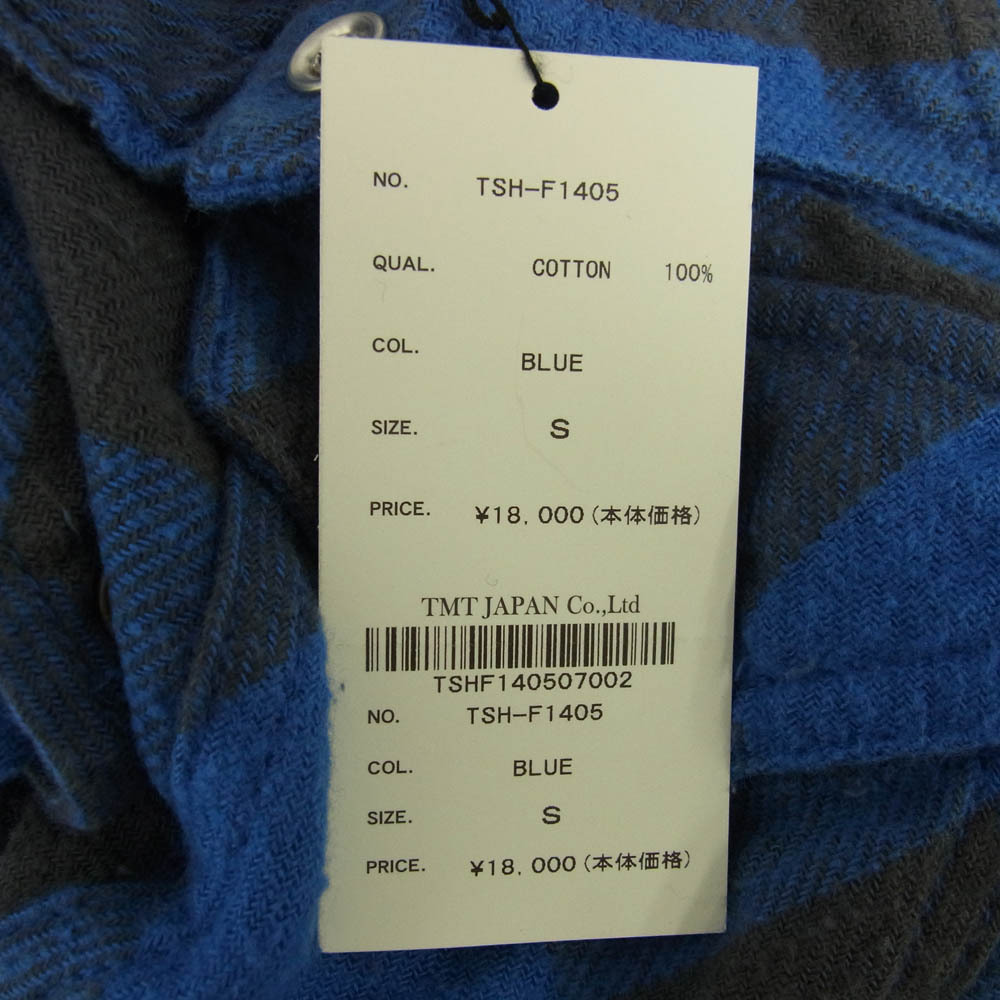 NO. TSH-F1405
QUAL. COTTON 100%
COL. BLUE
SIZE. S
PRICE. ¥18,000(本体価格)
TMT JAPAN Co.,Ltd
TSHF140507002
NO. TSH-F1405
COL. BLUE
SIZE. S
PRICE. ¥18,000(本体価格)